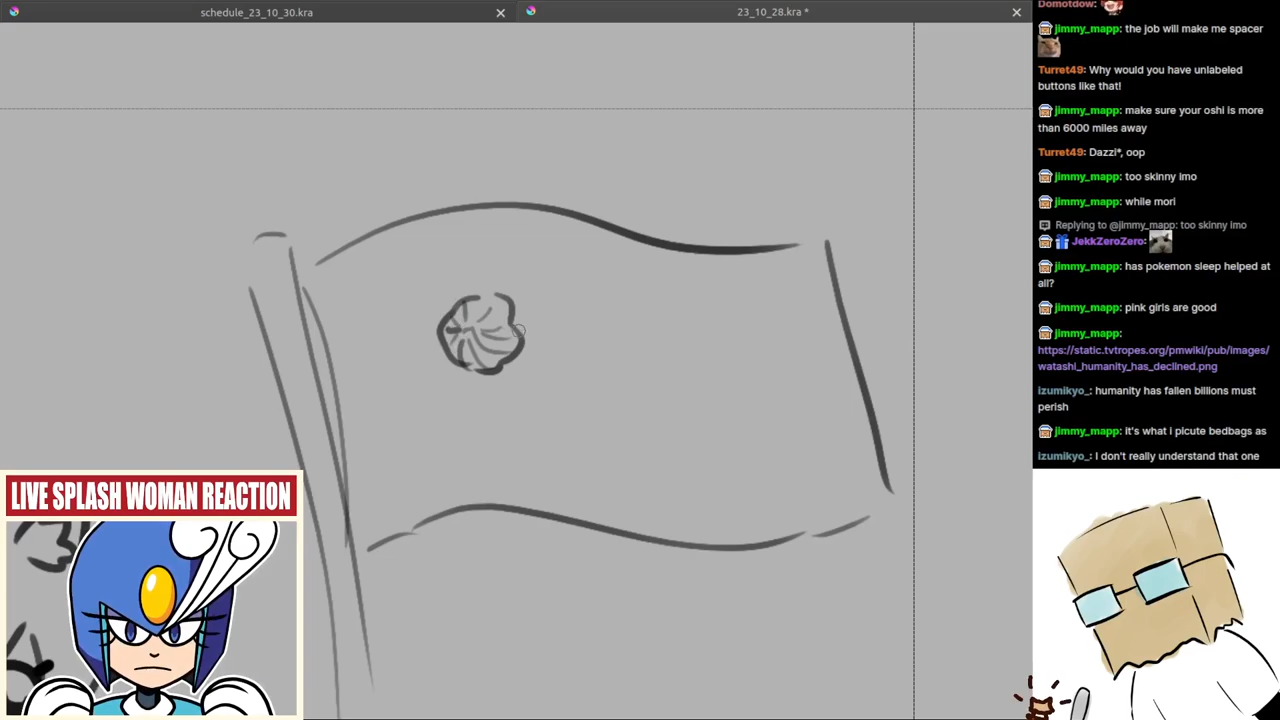 schedule_23_10_30.kra
23_10_28.kra *
Domotdow:
jimmy_mapp: the job will make me spacer
Turret49: Why would you have unlabeled
buttons like that!
jimmy_mapp: make sure your oshi is more
than 6000 miles away
Turret49: Dazzi*, oop
jimmy_mapp: too skinny imo
jimmy_mapp: while mori
Replying to @jimmy_mapp: too skinny imo
JekkZeroZero:
jimmy_mapp: has pokemon sleep helped at
all?
jimmy_mapp: pink girls are good
jimmy_mapp:
https://static.tvtropes.org/pmwiki/pub/images/
watashi_humanity_has_declined.png
izumikyo_: humanity has fallen billions must
perish
jimmy_mapp: it's what i picute bedbags as
izumikyo_: I don't really understand that one
LIVE SPLASH WOMAN REACTION